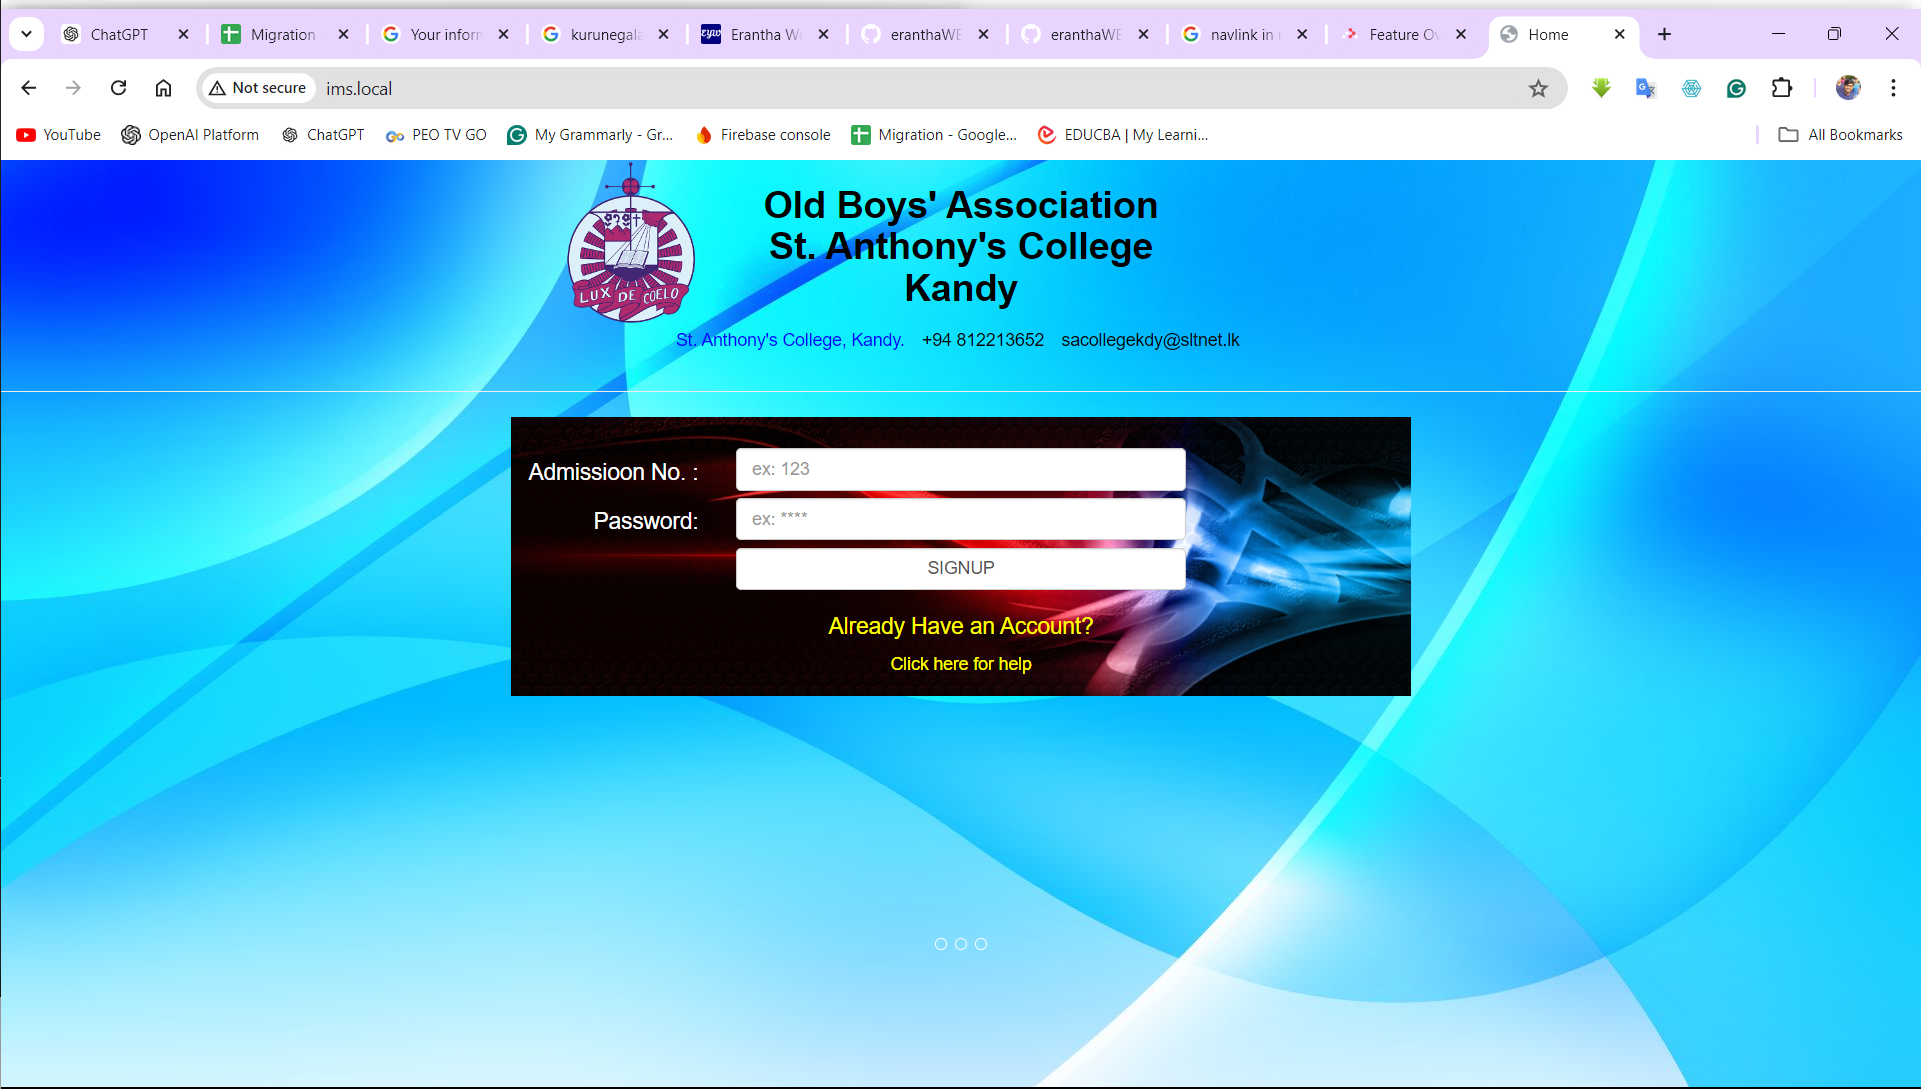 ChatGPT
Migration
Your inform
kurunegala
Erantha We
eranthaWE
eranthaWE
navlink in r
Feature Ov
Home
Not secure
ims.local
YouTube
OpenAI Platform
ChatGPT
PEO TV GO
My Grammarly - Gr...
Firebase console
Migration - Google...
EDUCBA | My Learni...
All Bookmarks
LUX DE COELO
Old Boys' Association
St. Anthony's College
Kandy
St. Anthony's College, Kandy. +94 812213652 sacollegekdy@sltnet.lk
Admissioon No. : ex: 123
Password: ex: ****
SIGNUP
Already Have an Account?
Click here for help